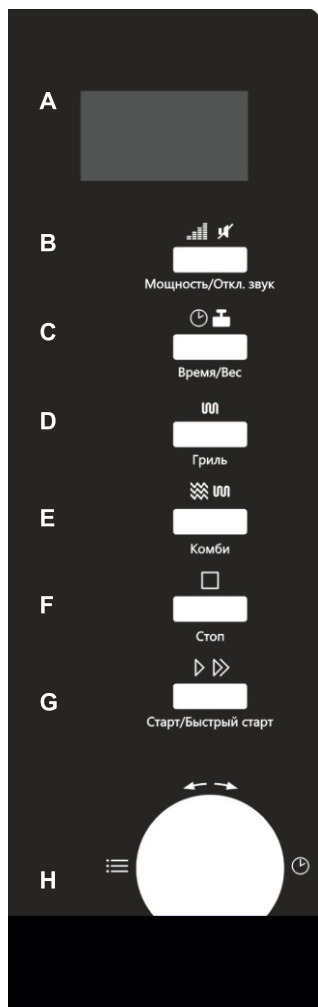 A
B
Мощность/Откл. звук
C
Время/Вес
D
Гриль
E
Комби
F
Стоп
G
Старт/Быстрый старт
H